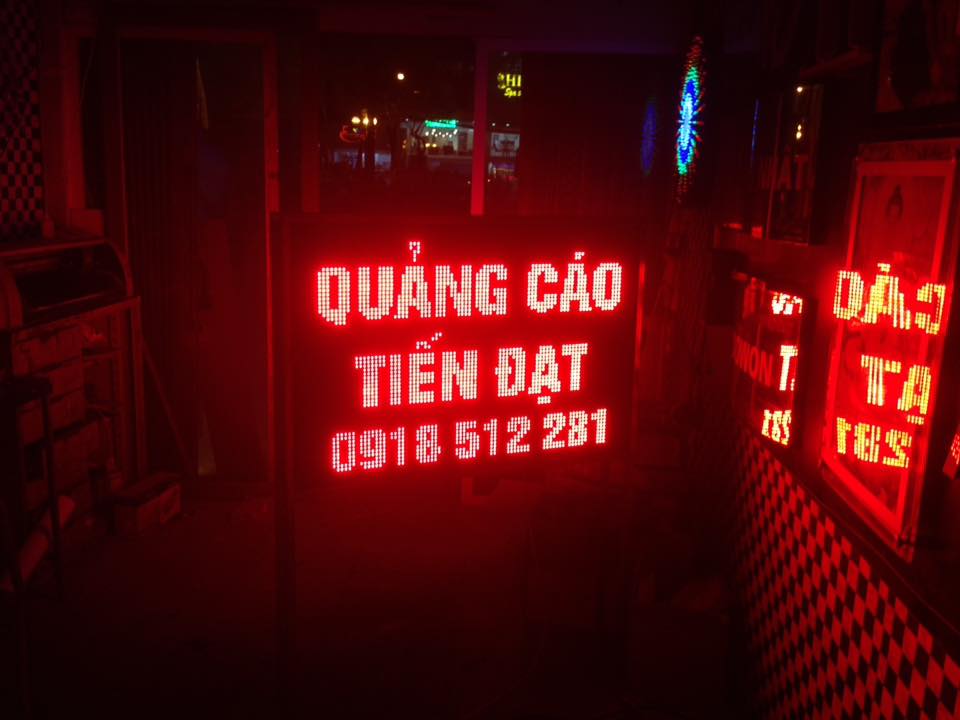 QUẢNG CÁO
TIẾN ĐẠT
0918 512 281